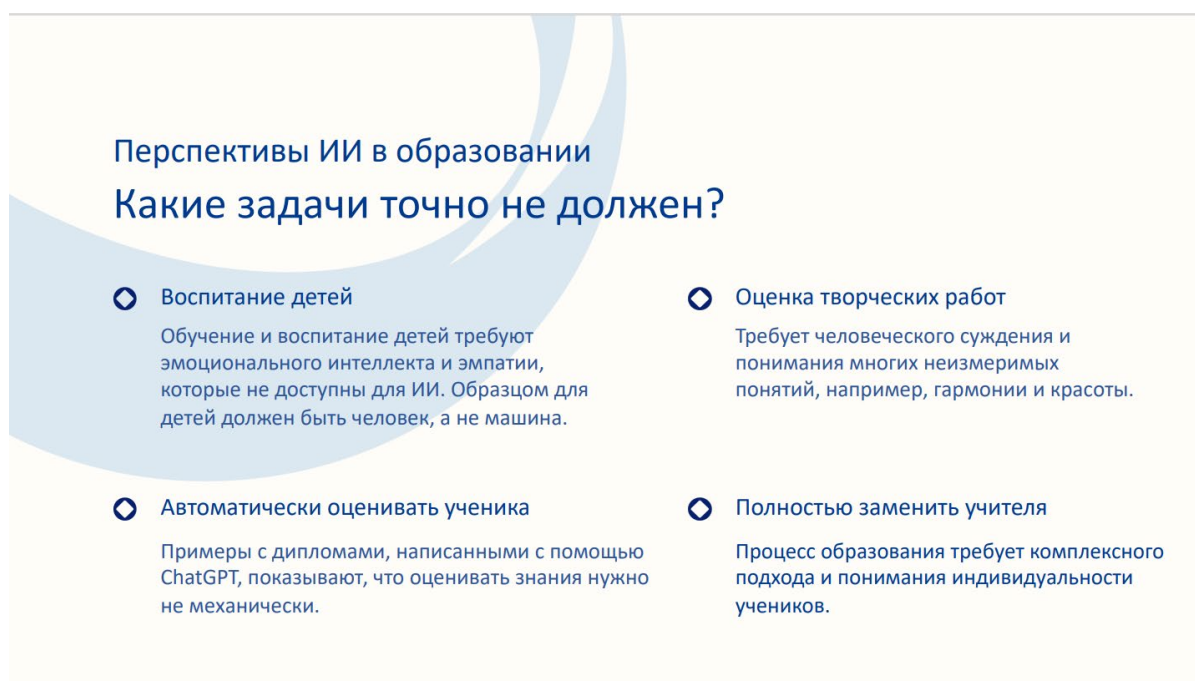 Перспективы ИИ в образовании
Какие задачи точно не должен?
Воспитание детей
Обучение и воспитание детей требуют
эмоционального интеллекта и эмпатии,
которые не доступны для ИИ. Образцом для
детей должен быть человек, а не машина.
Оценка творческих работ
Требует человеческого суждения и
понимания многих неизмеримых
понятий, например, гармонии и красоты.
Автоматически оценивать ученика
Примеры с дипломами, написанными с помощью
ChatGPT, показывают, что оценивать знания нужно
не механически.
Полностью заменить учителя
Процесс образования требует комплексного
подхода и понимания индивидуальности
учеников.